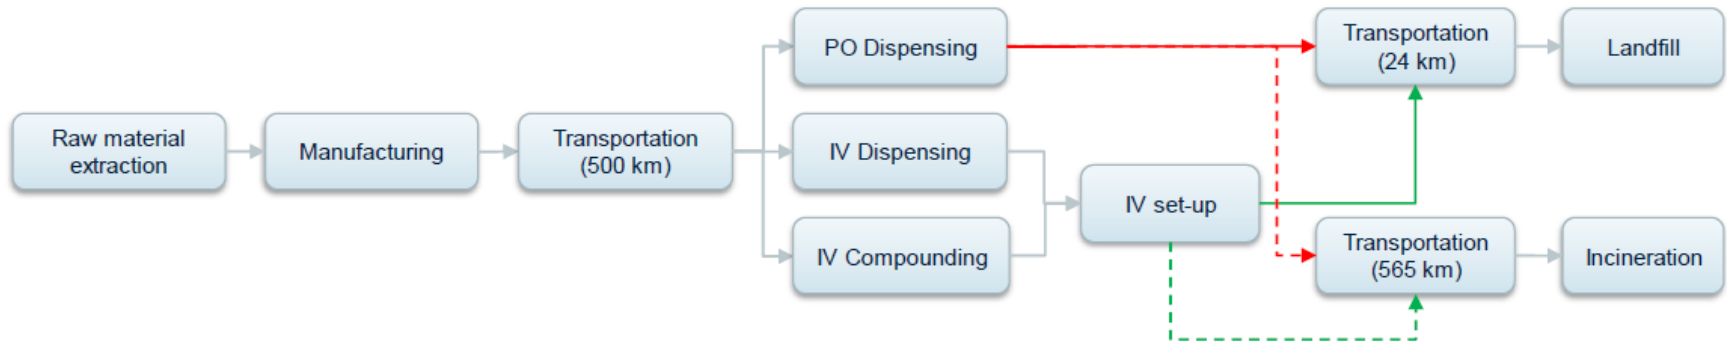 Raw material
extraction
Manufacturing
Transportation
(500 km)
PO Dispensing
IV Dispensing
IV Compounding
IV set-up
Transportation
(24 km)
Landfill
Transportation
(565 km)
Incineration